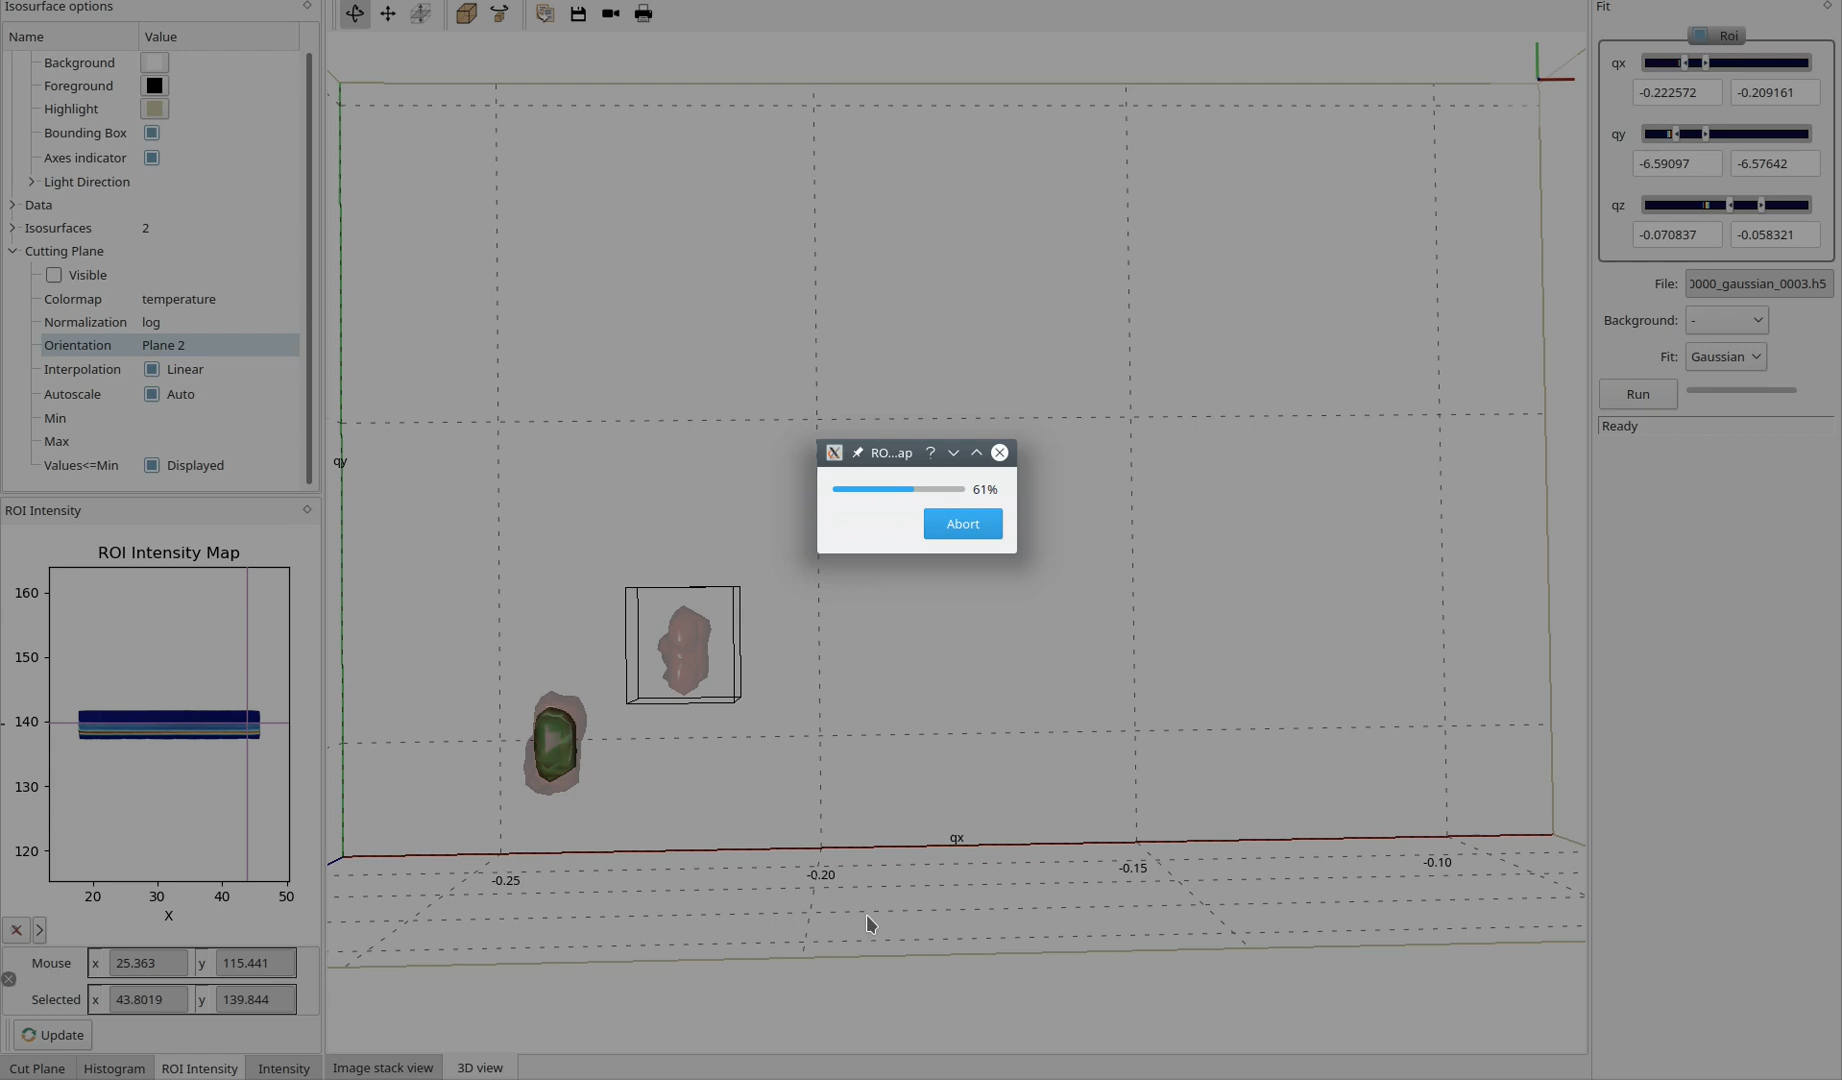 Isosurface options
Name Value
Background
Foreground
Highlight
Bounding Box
Axes indicator
Light Direction
Data
Isosurfaces 2
Cutting Plane
Visible
Colormap temperature
Normalization log
Orientation Plane 2
Interpolation Linear
Autoscale Auto
Min
Max
Values<=Min Displayed
ROI Intensity
ROI Intensity Map
160
150
140
130
120
20 30 40 50
X
Mouse x 25.363 y 115.441
Selected x 43.8019 y 139.844
Update
Cut Plane Histogram ROI Intensity Intensity
qy
qx
-0.25 -0.20 -0.15 -0.10
RO...ap ?
61%
Abort
Image stack view 3D view
Fit
Roi
qx
-0.222572 -0.209161
qy
-6.59097 -6.57642
qz
-0.070837 -0.058321
File: 0000_gaussian_0003.h5
Background: -
Fit: Gaussian
Run
Ready